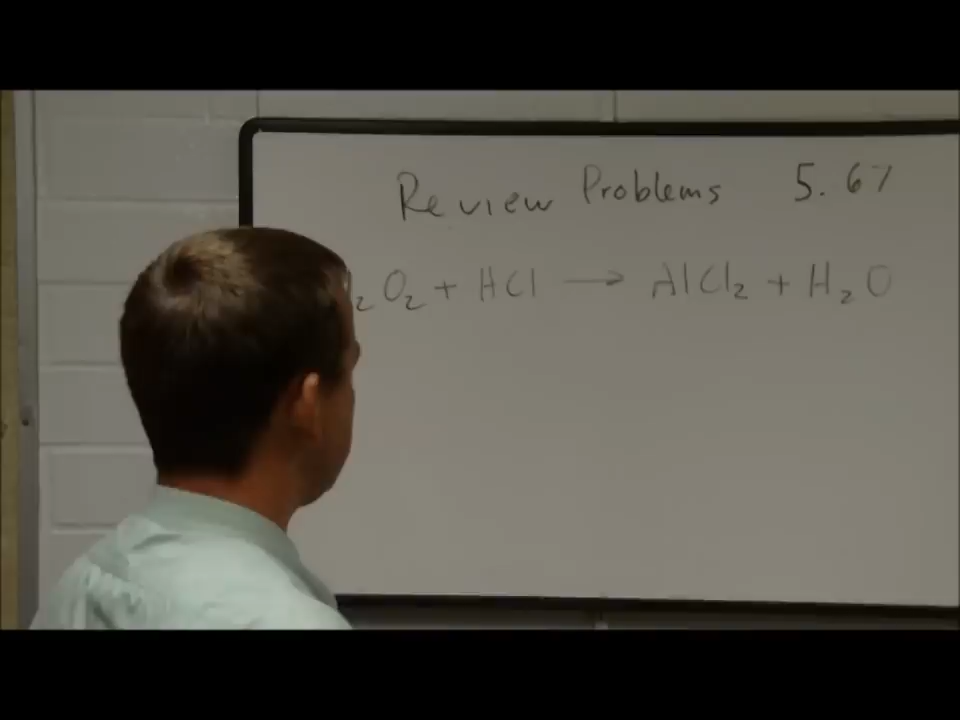 Review Problems 5.67
₂O₂ + HCl → AlCl₂ + H₂O